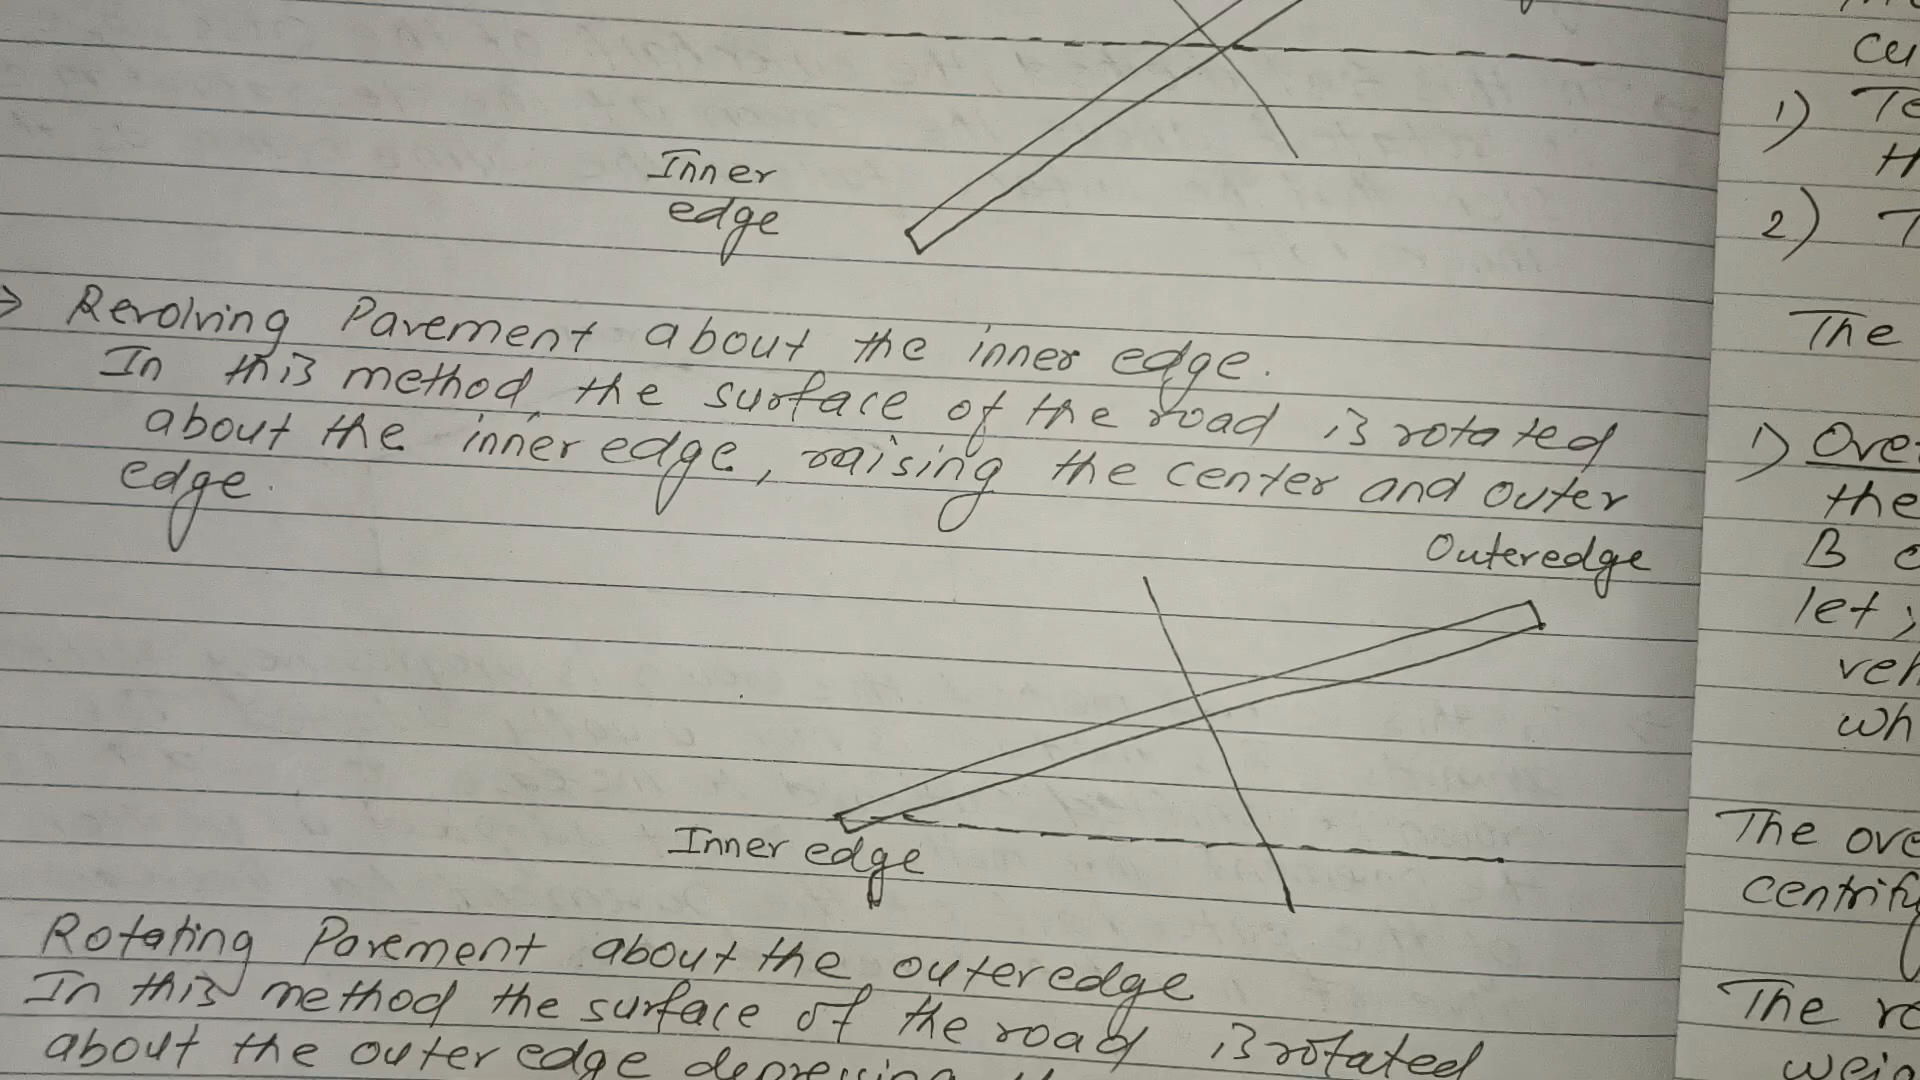 Inner
edge
→ Revolving Pavement about the inner edge.
In this method, the surface of the road is rotated
about the inner edge, raising the center and outer
edge.
Outeredge
Inner edge
Rotating Pavement about the outeredge
In this method the surface of the road is rotated
about the outer edge depressing
1)
2)
The
1)
the
B
let,
The
centrif
The